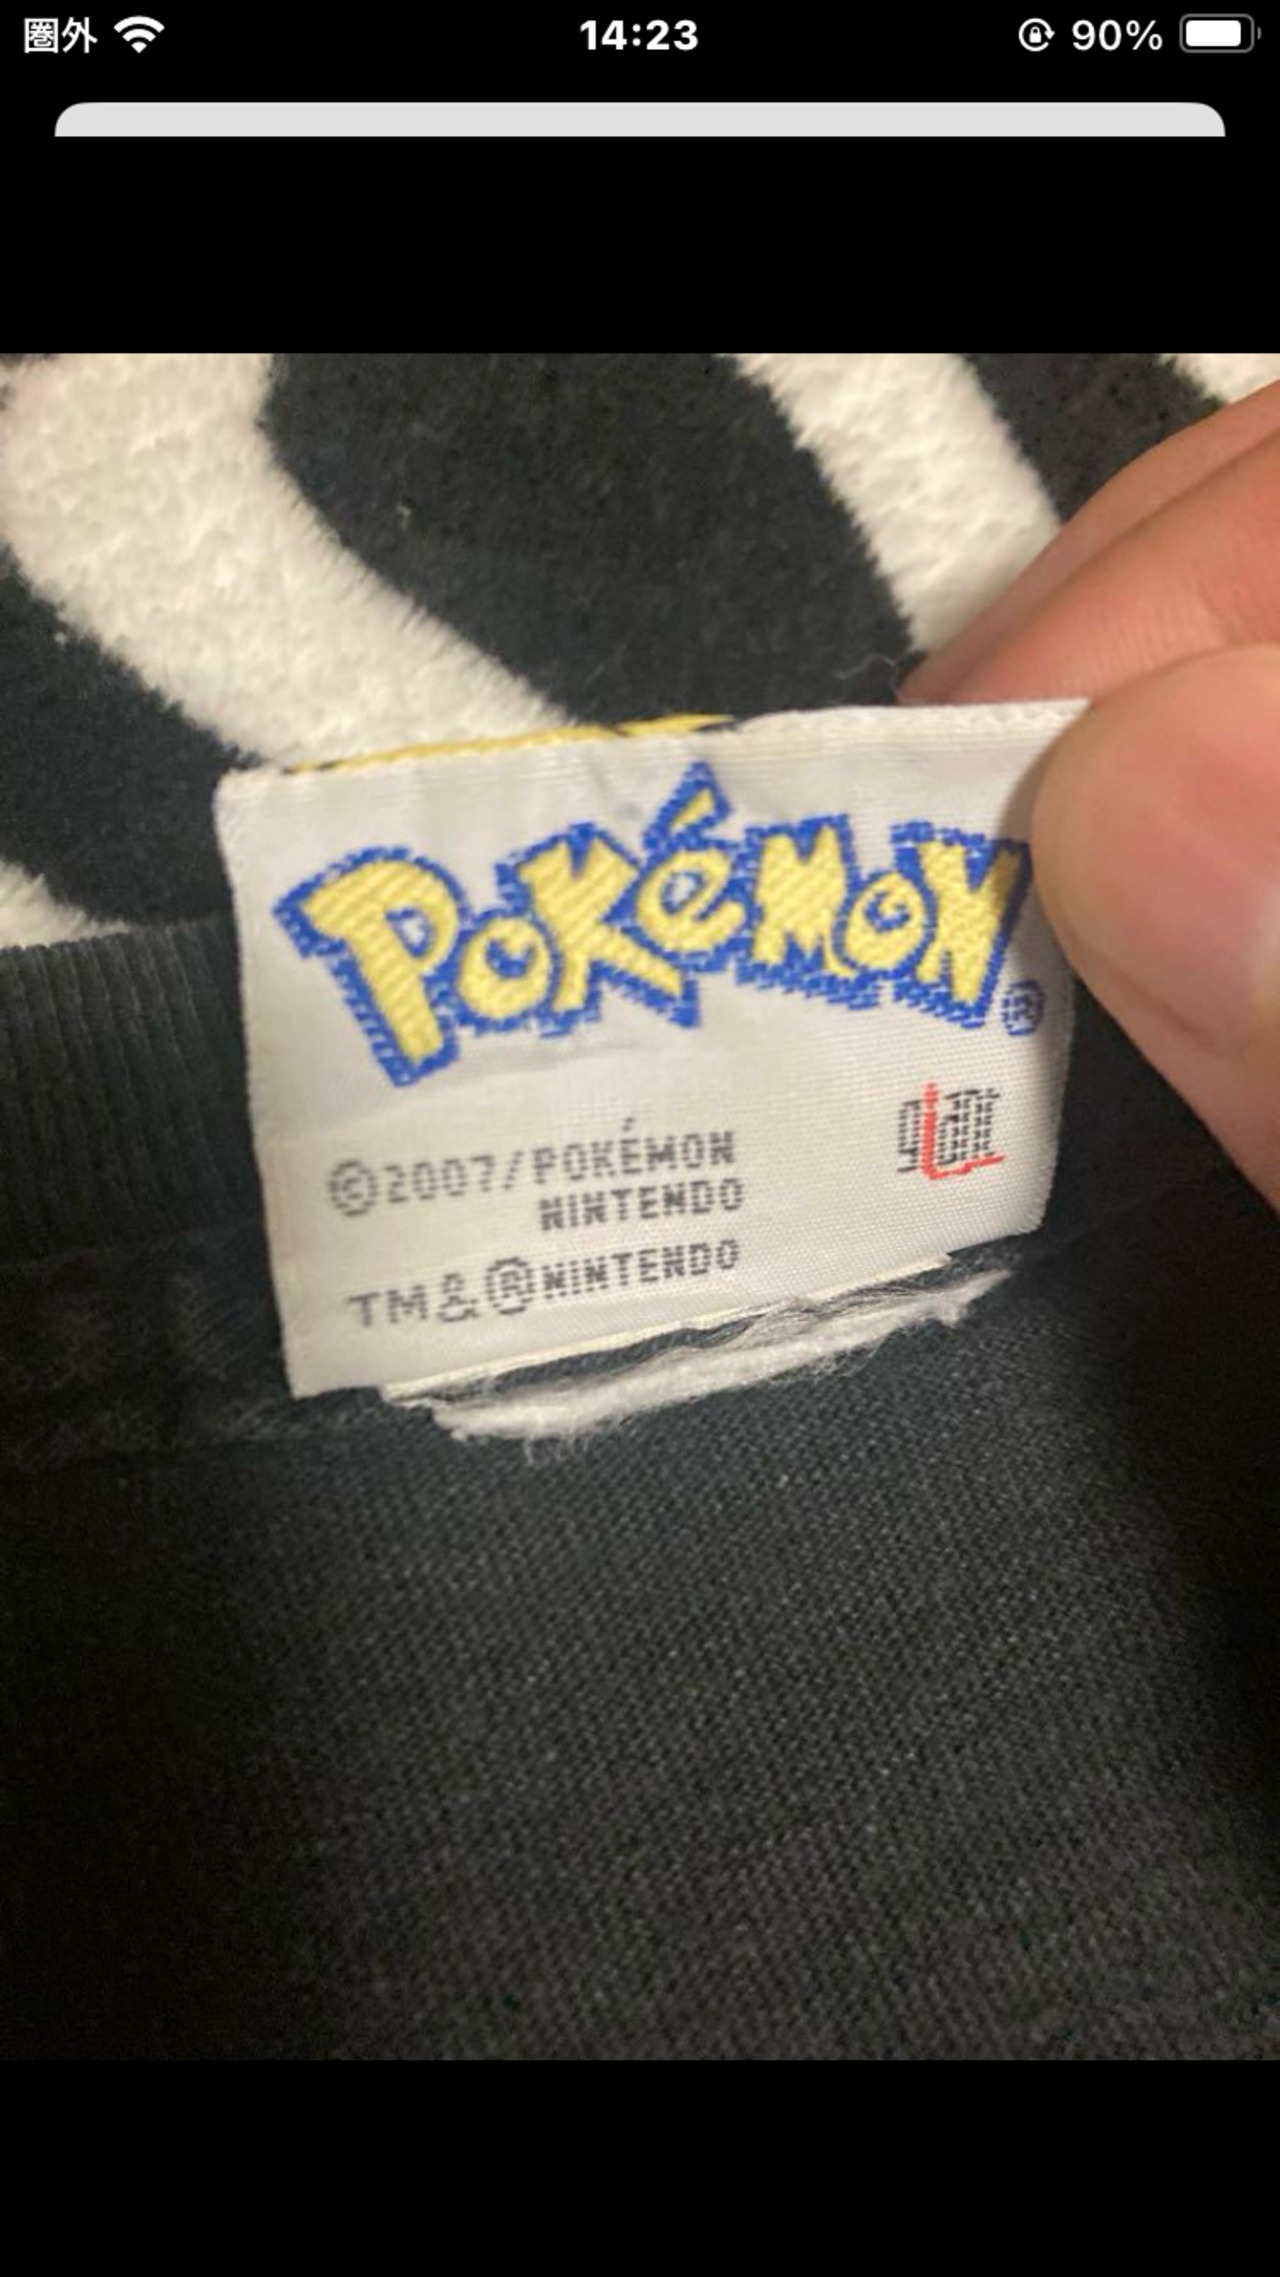 圏外
14:23
90%
POKéMON®
©2007/POKÉMON
NINTENDO
TM&®NINTENDO